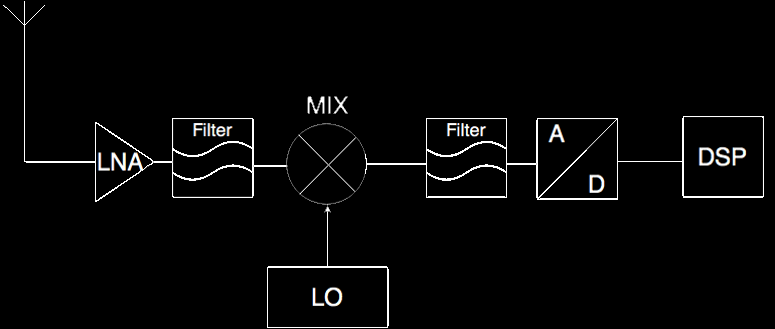 MIX
LNA
Filter
Filter
A
D
DSP
LO